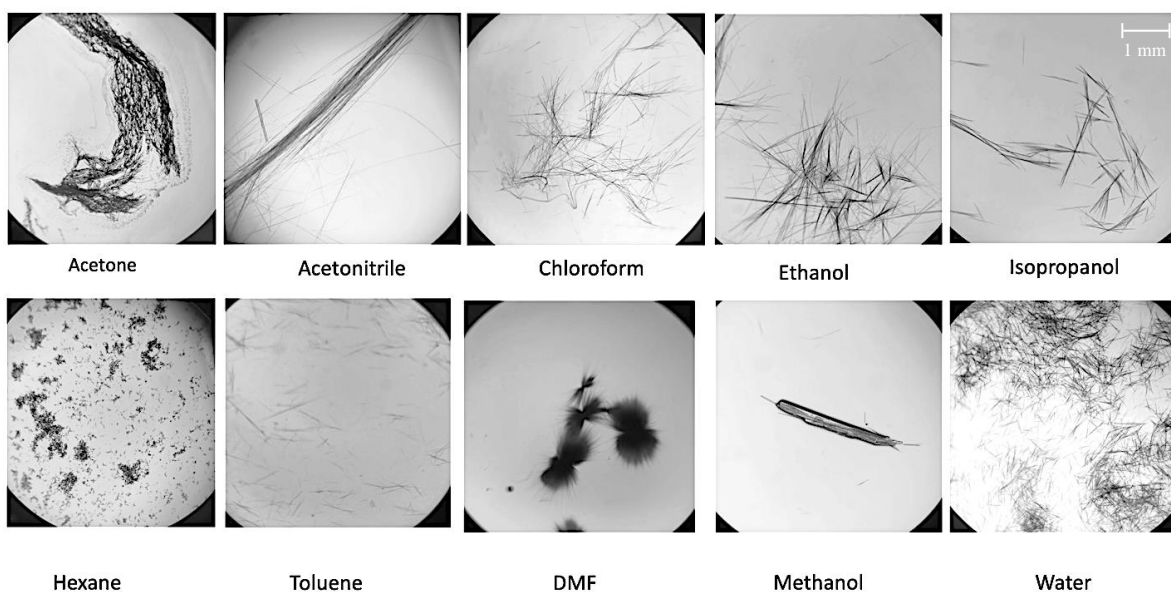 1 mm
Acetone
Acetonitrile
Chloroform
Ethanol
Isopropanol
Hexane
Toluene
DMF
Methanol
Water